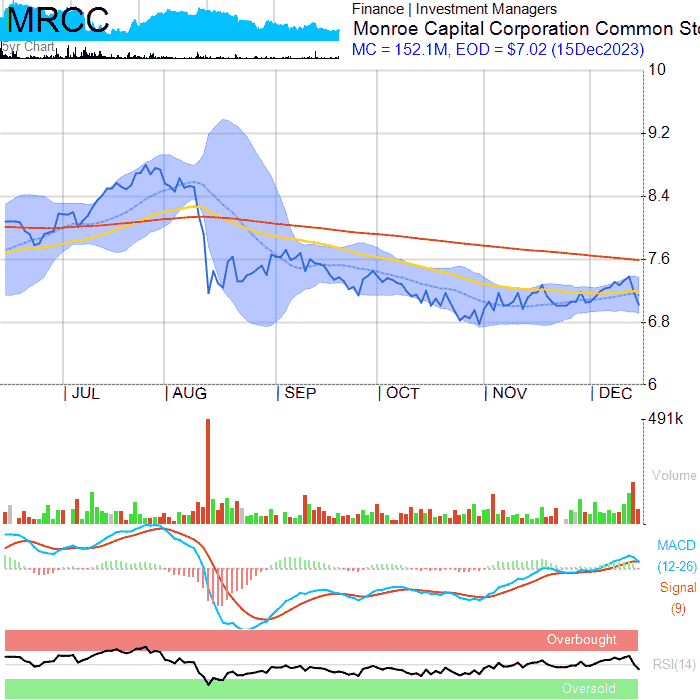 MRCC
5yr Chart
Finance | Investment Managers
Monroe Capital Corporation Common Sto
MC = 152.1M, EOD = $7.02 (15Dec2023)
10
9.2
8.4
7.6
6.8
6
| JUL | AUG | SEP | OCT | NOV | DEC
491k
Volume
MACD
(12-26)
Signal
(9)
Overbought
RSI(14)
Oversold